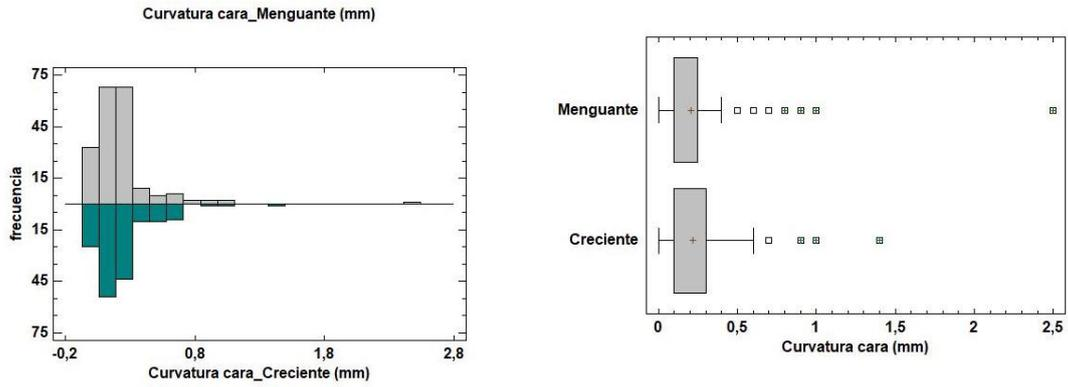 Curvatura cara_Menguante (mm)
75
45
15
15
45
75
frecuencia
-0,2 0,8 1,8 2,8
Curvatura cara_Creciente (mm)
Menguante
Creciente
0 0,5 1 1,5 2 2,5
Curvatura cara (mm)